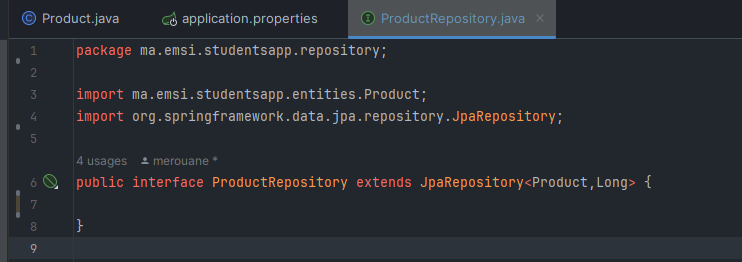 Product.java application.properties ProductRepository.java
1 package ma.emsi.studentsapp.repository;
2
3 import ma.emsi.studentsapp.entities.Product;
4 import org.springframework.data.jpa.repository.JpaRepository;
5
4 usages merouane *
6 public interface ProductRepository extends JpaRepository<Product,Long> {
7
8 }
9